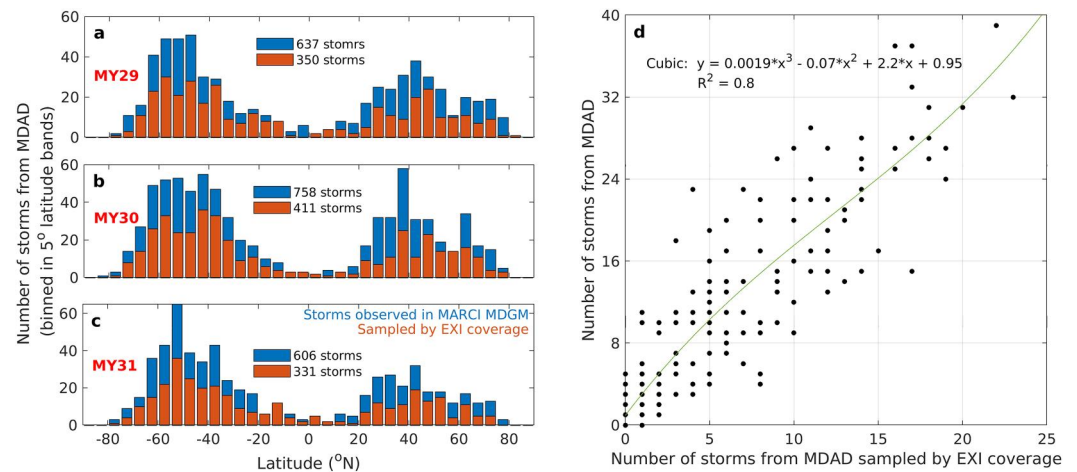 Number of storms from MDAD
(binned in 5° latitude bands)
60
40
20
0
a
MY29
637 stomrs
350 storms
60
40
20
0
b
MY30
758 storms
411 storms
60
40
20
0
c
MY31
Storms observed in MARCI MDGM
Sampled by EXI coverage
606 storms
331 storms
-80 -60 -40 -20 0 20 40 60 80
Latitude (°N)
Number of storms from MDAD
40
32
24
16
8
0
d
Cubic: y = 0.0019*x³ - 0.07*x² + 2.2*x + 0.95
R² = 0.8
0 5 10 15 20 25
Number of storms from MDAD sampled by EXI coverage